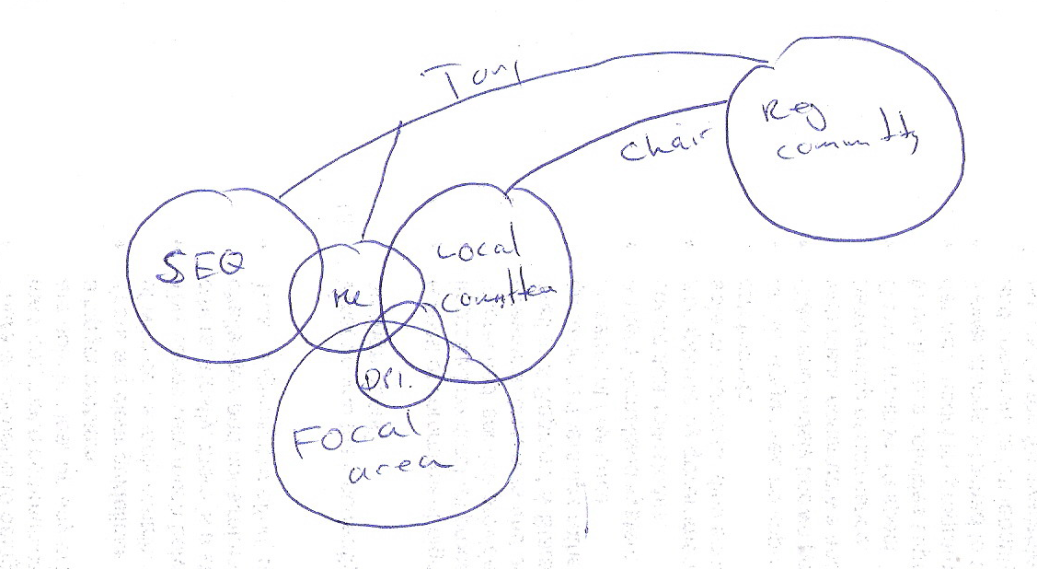 Tony
Reg
committy
chair
SEQ
Local
committee
me
DPI.
Focal
area